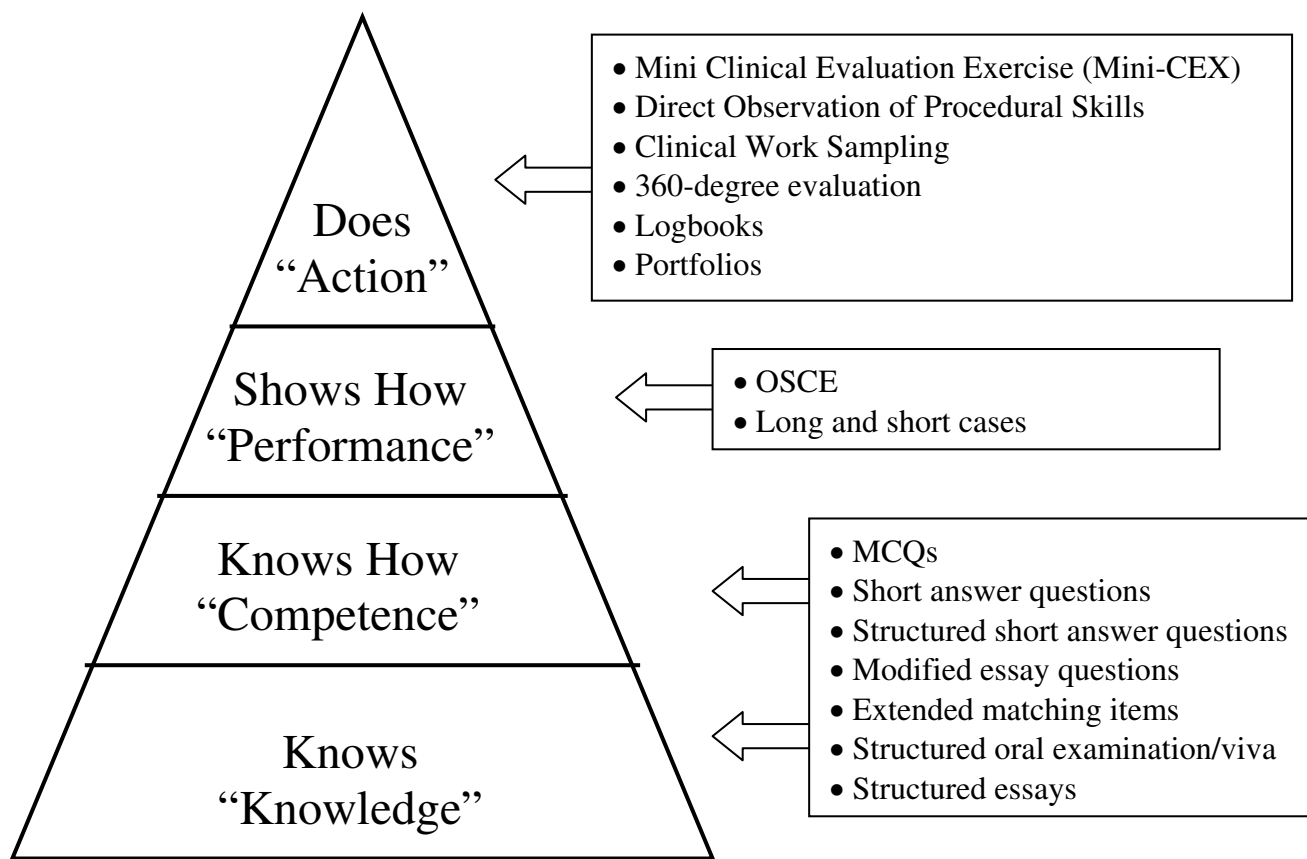 • Mini Clinical Evaluation Exercise (Mini-CEX)
• Direct Observation of Procedural Skills
• Clinical Work Sampling
• 360-degree evaluation
• Logbooks
• Portfolios
Does
“Action”
• OSCE
• Long and short cases
Shows How
“Performance”
• MCQs
• Short answer questions
• Structured short answer questions
• Modified essay questions
• Extended matching items
• Structured oral examination/viva
• Structured essays
Knows How
“Competence”
Knows
“Knowledge”